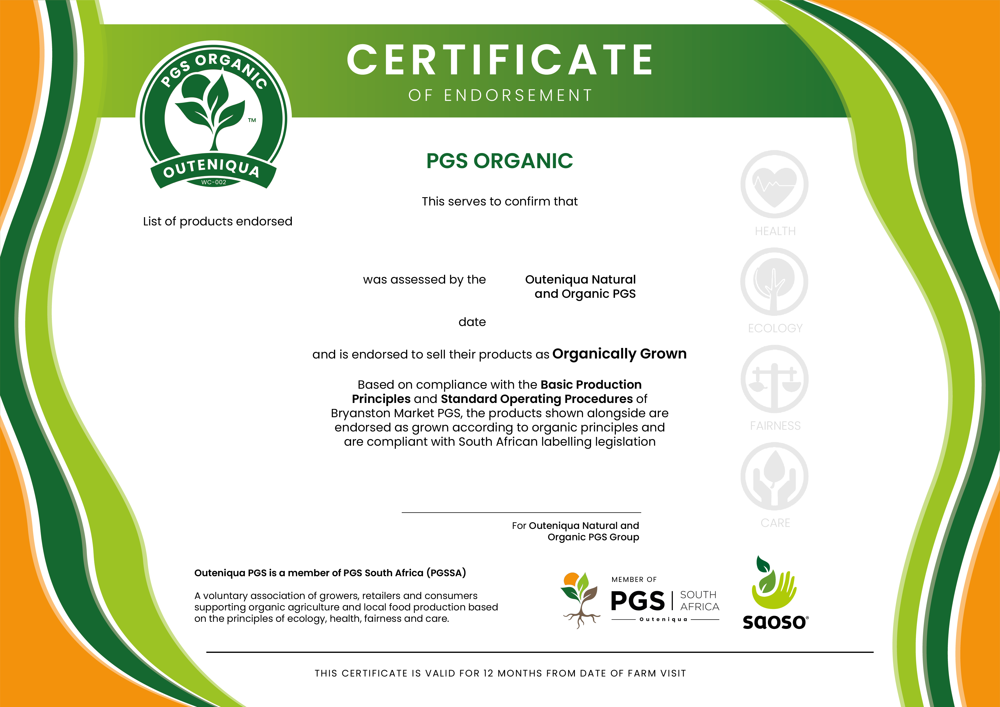 CERTIFICATE
OF ENDORSEMENT
PGS ORGANIC
TM
OUTENIQUA
WC-002
List of products endorsed
PGS ORGANIC
This serves to confirm that
was assessed by the Outeniqua Natural
and Organic PGS
date
and is endorsed to sell their products as Organically Grown
Based on compliance with the Basic Production
Principles and Standard Operating Procedures of
Bryanston Market PGS, the products shown alongside are
endorsed as grown according to organic principles and
are compliant with South African labelling legislation
For Outeniqua Natural and
Organic PGS Group
HEALTH
ECOLOGY
FAIRNESS
CARE
Outeniqua PGS is a member of PGS South Africa (PGSSA)
A voluntary association of growers, retailers and consumers
supporting organic agriculture and local food production based
on the principles of ecology, health, fairness and care.
MEMBER OF
PGS SOUTH
AFRICA
Outeniqua
saoso®
THIS CERTIFICATE IS VALID FOR 12 MONTHS FROM DATE OF FARM VISIT